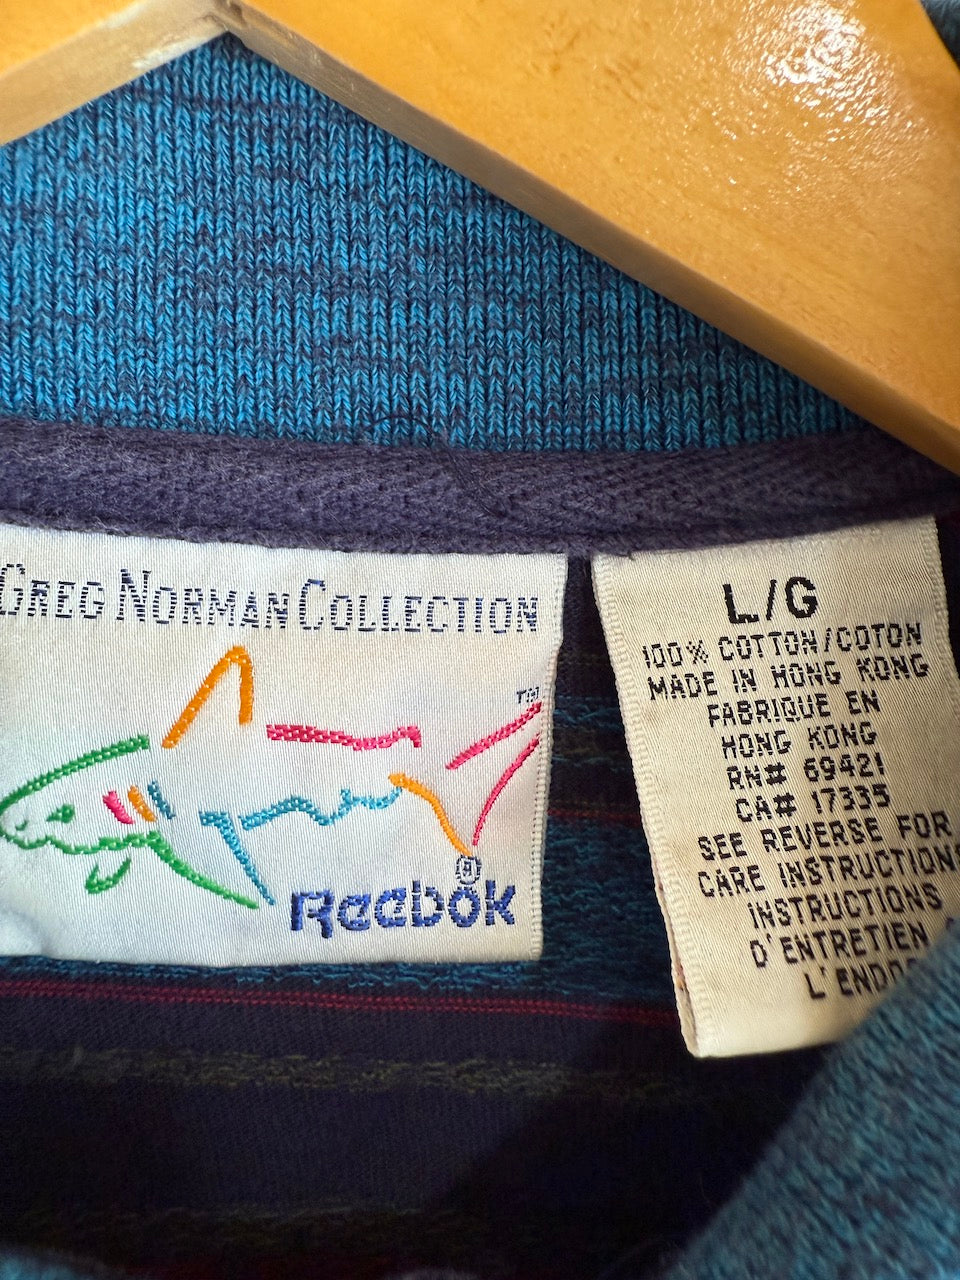 GREG NORMAN COLLECTION
TM
Reebok
®
L/G
100% COTTON/COTON
MADE IN HONG KONG
FABRIQUE EN
HONG KONG
RN# 69421
CA# 17335
SEE REVERSE FOR
CARE INSTRUCTIONS
INSTRUCTIONS
D'ENTRETIEN
L'ENDO